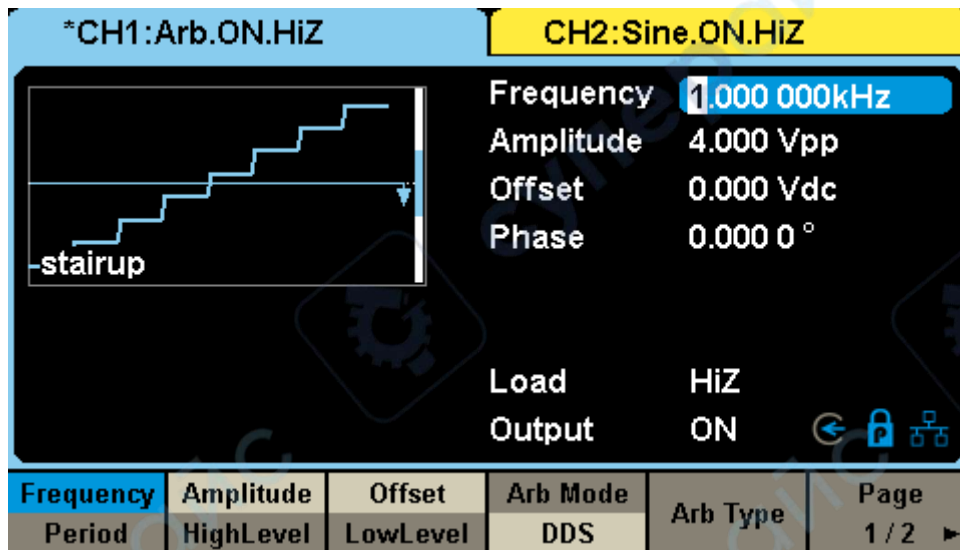 *CH1:Arb.ON.HiZ
CH2:Sine.ON.HiZ
Frequency 1.000 000kHz
Amplitude 4.000 Vpp
Offset 0.000 Vdc
Phase 0.000 0 °
stairup
Load HiZ
Output ON
Frequency Amplitude Offset Arb Mode Arb Type Page
Period HighLevel LowLevel DDS 1 / 2 ►